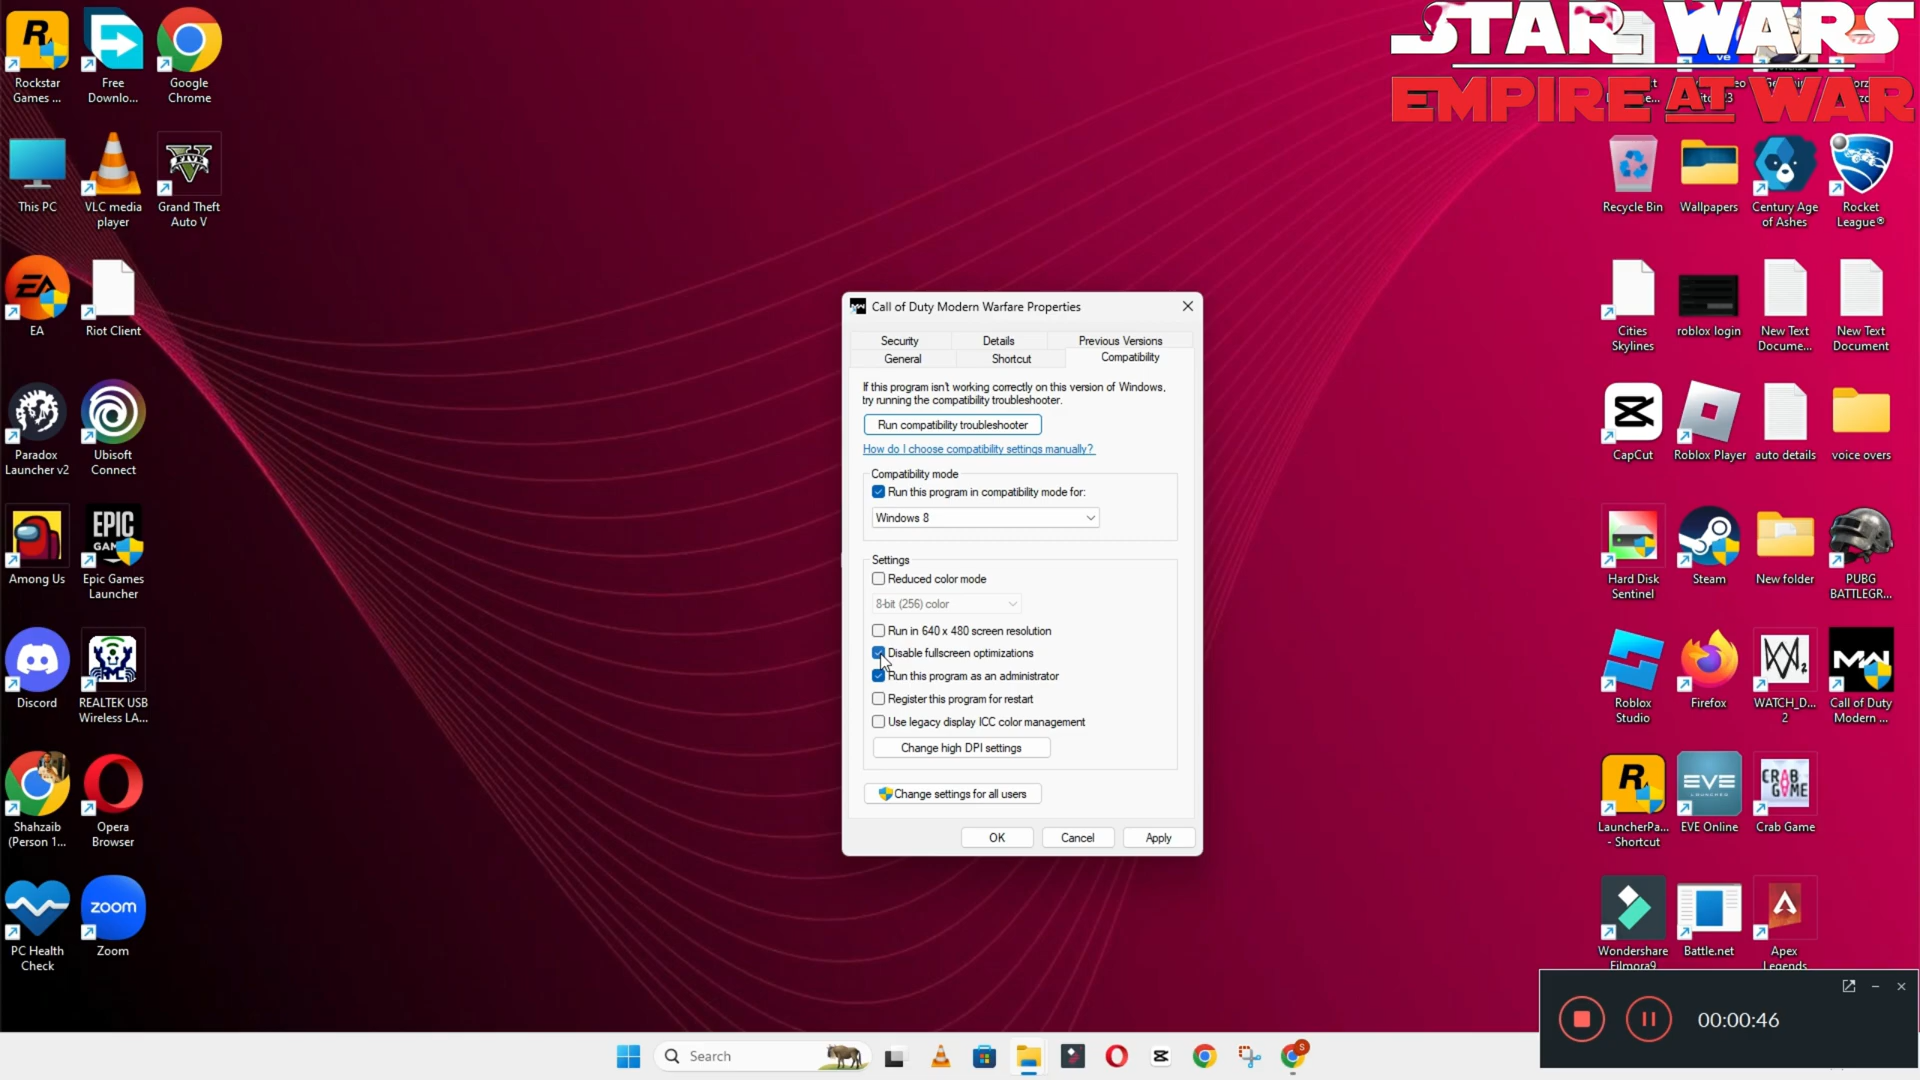 STAR WARS
EMPIRE AT WAR
Rockstar
Games ...
Free
Downlo...
Google
Chrome
This PC
VLC media
player
Grand Theft
Auto V
EA
Riot Client
Paradox
Launcher v2
Ubisoft
Connect
Among Us
EPIC
GAM
Epic Games
Launcher
Discord
REALTEK USB
Wireless LA...
Shahzaib
(Person 1...
Opera
Browser
PC Health
Check
zoom
Zoom
Call of Duty Modern Warfare Properties
Security
Details
Previous Versions
General
Shortcut
Compatibility
If this program isn't working correctly on this version of Windows,
try running the compatibility troubleshooter.
Run compatibility troubleshooter
How do I choose compatibility settings manually?
Compatibility mode
Run this program in compatibility mode for:
Windows 8
Settings
Reduced color mode
8-bit (256) color
Run in 640 x 480 screen resolution
Disable fullscreen optimizations
Run this program as an administrator
Register this program for restart
Use legacy display ICC color management
Change high DPI settings
Change settings for all users
OK
Cancel
Apply
Recycle Bin
Wallpapers
Century Age
of Ashes
Rocket
League®
Cities
Skylines
roblox login
New Text
Docume...
New Text
Document
CapCut
Roblox Player
auto details
voice overs
Hard Disk
Sentinel
Steam
New folder
PUBG
BATTLEGR...
Roblox
Studio
Firefox
WATCH_D...
2
Call of Duty
Modern ...
LauncherPa...
- Shortcut
EVE
EVE Online
CRAB
GAME
Crab Game
Wondershare
Filmora9
Battle.net
Apex
Legends
00:00:46
Search